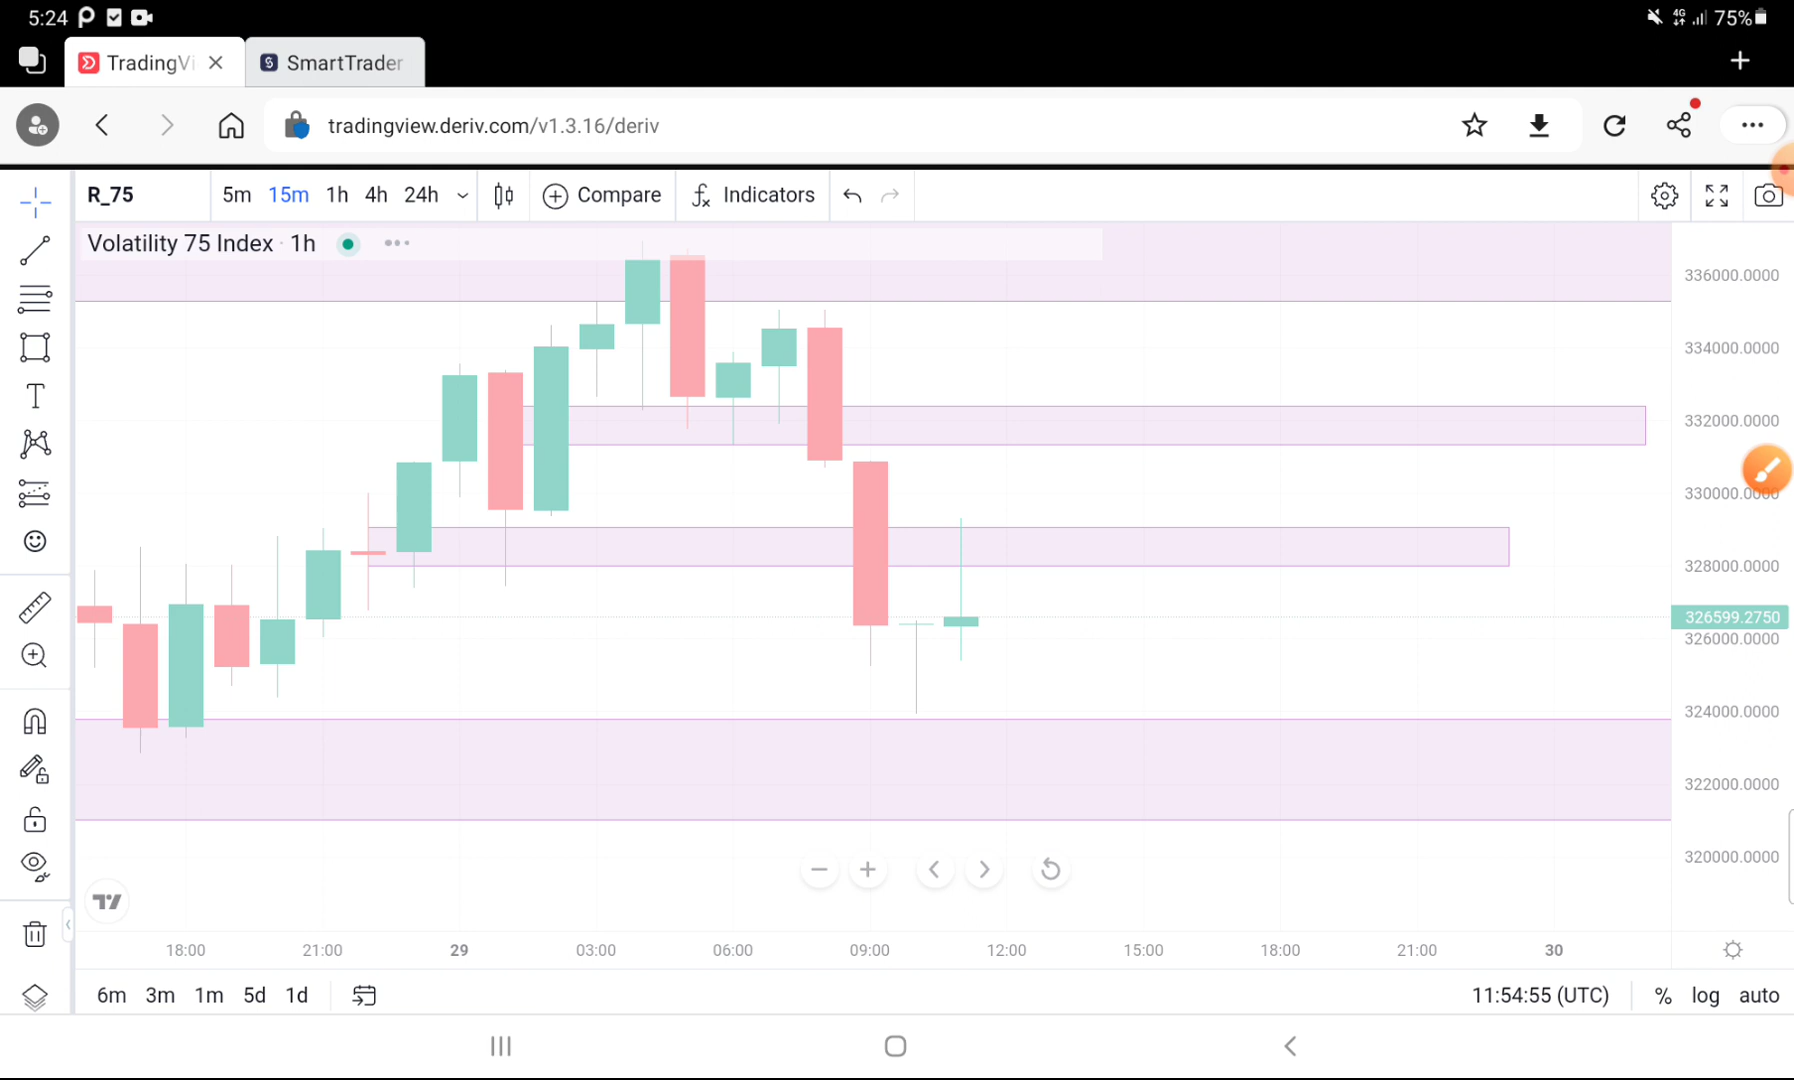 5:24
4G 75%
TradingVi
SmartTrader
tradingview.deriv.com/v1.3.16/deriv
R_75 5m 15m 1h 4h 24h Compare Indicators
Volatility 75 Index · 1h
336000.0000
334000.0000
332000.0000
330000.0000
328000.0000
326599.2750
326000.0000
324000.0000
322000.0000
320000.0000
18:00 21:00 29 03:00 06:00 09:00 12:00 15:00 18:00 21:00 30
6m 3m 1m 5d 1d 11:54:55 (UTC) % log auto